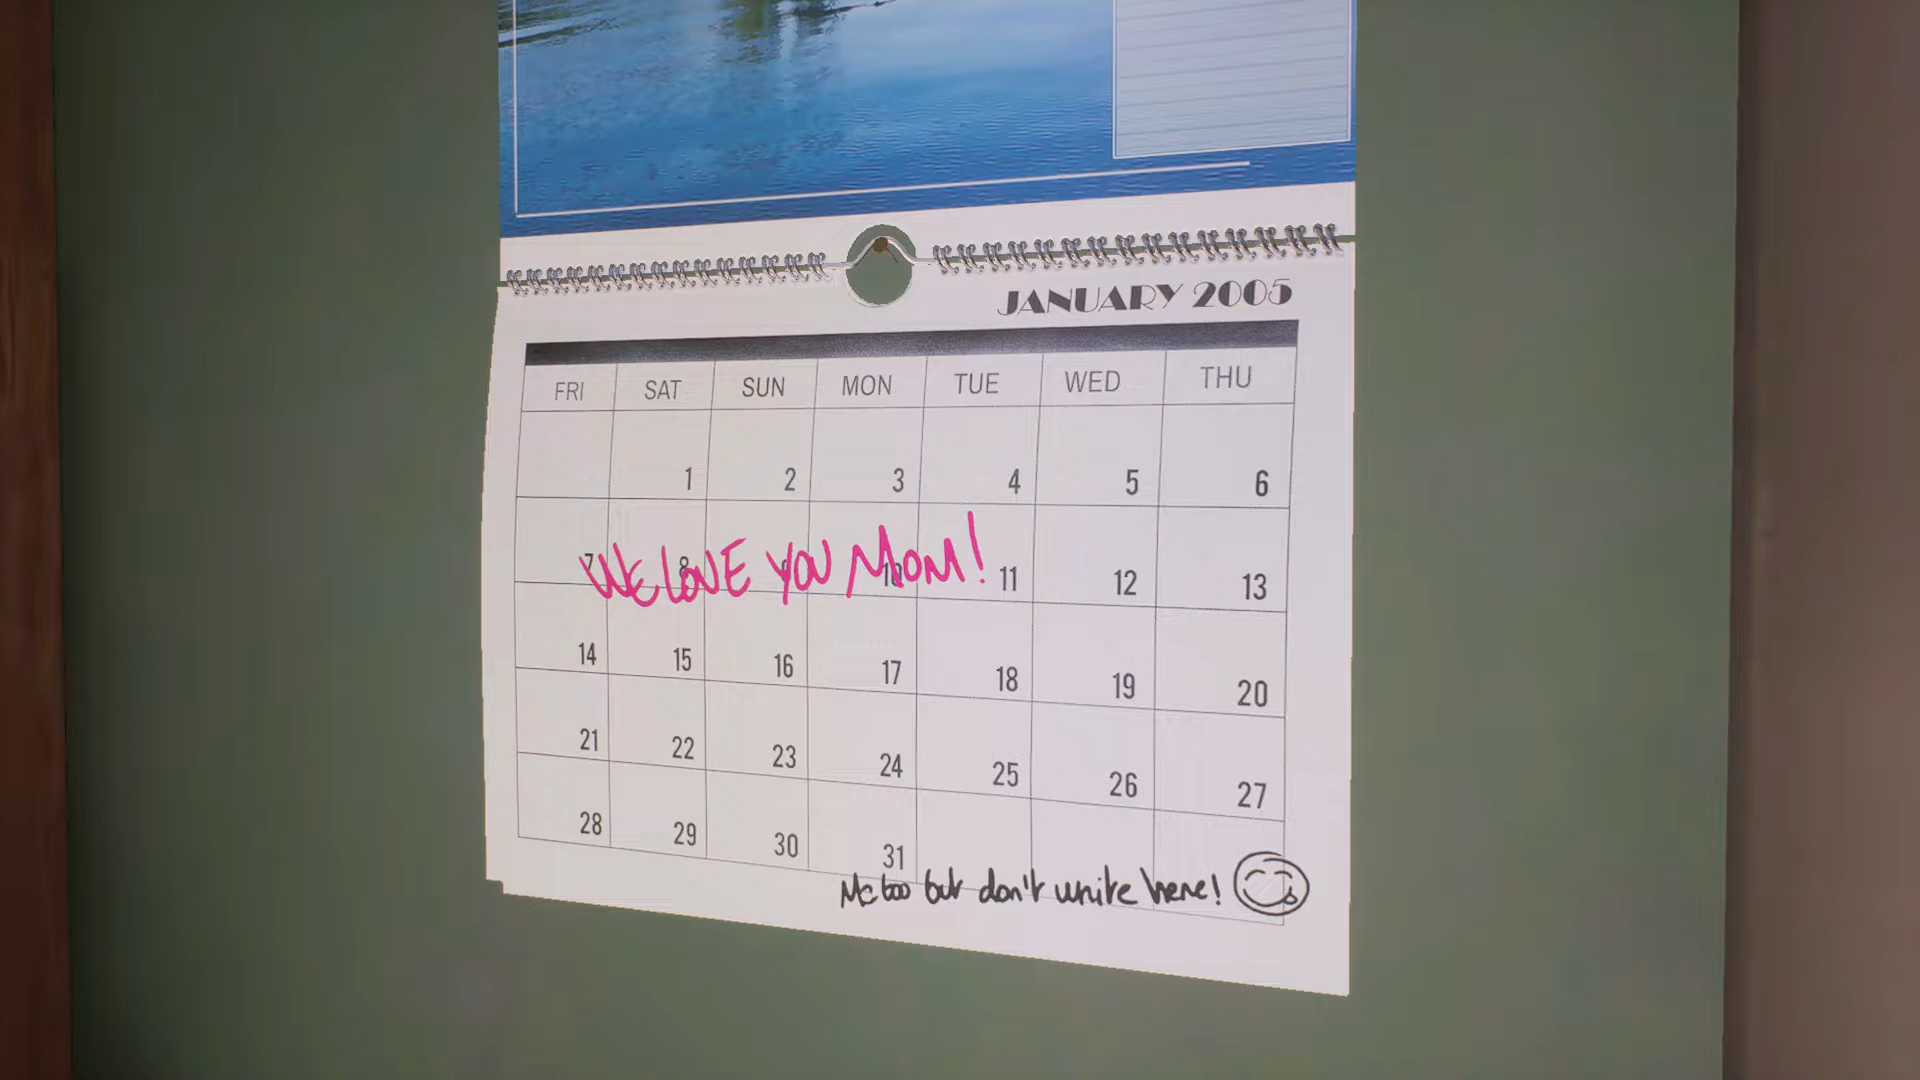 JANUARY 2005
FRI SAT SUN MON TUE WED THU
1 2 3 4 5 6
7 8 10 11 12 13
WE LOVE YOU MOM!
14 15 16 17 18 19 20
21 22 23 24 25 26 27
28 29 30 31
Me too but don't write here!